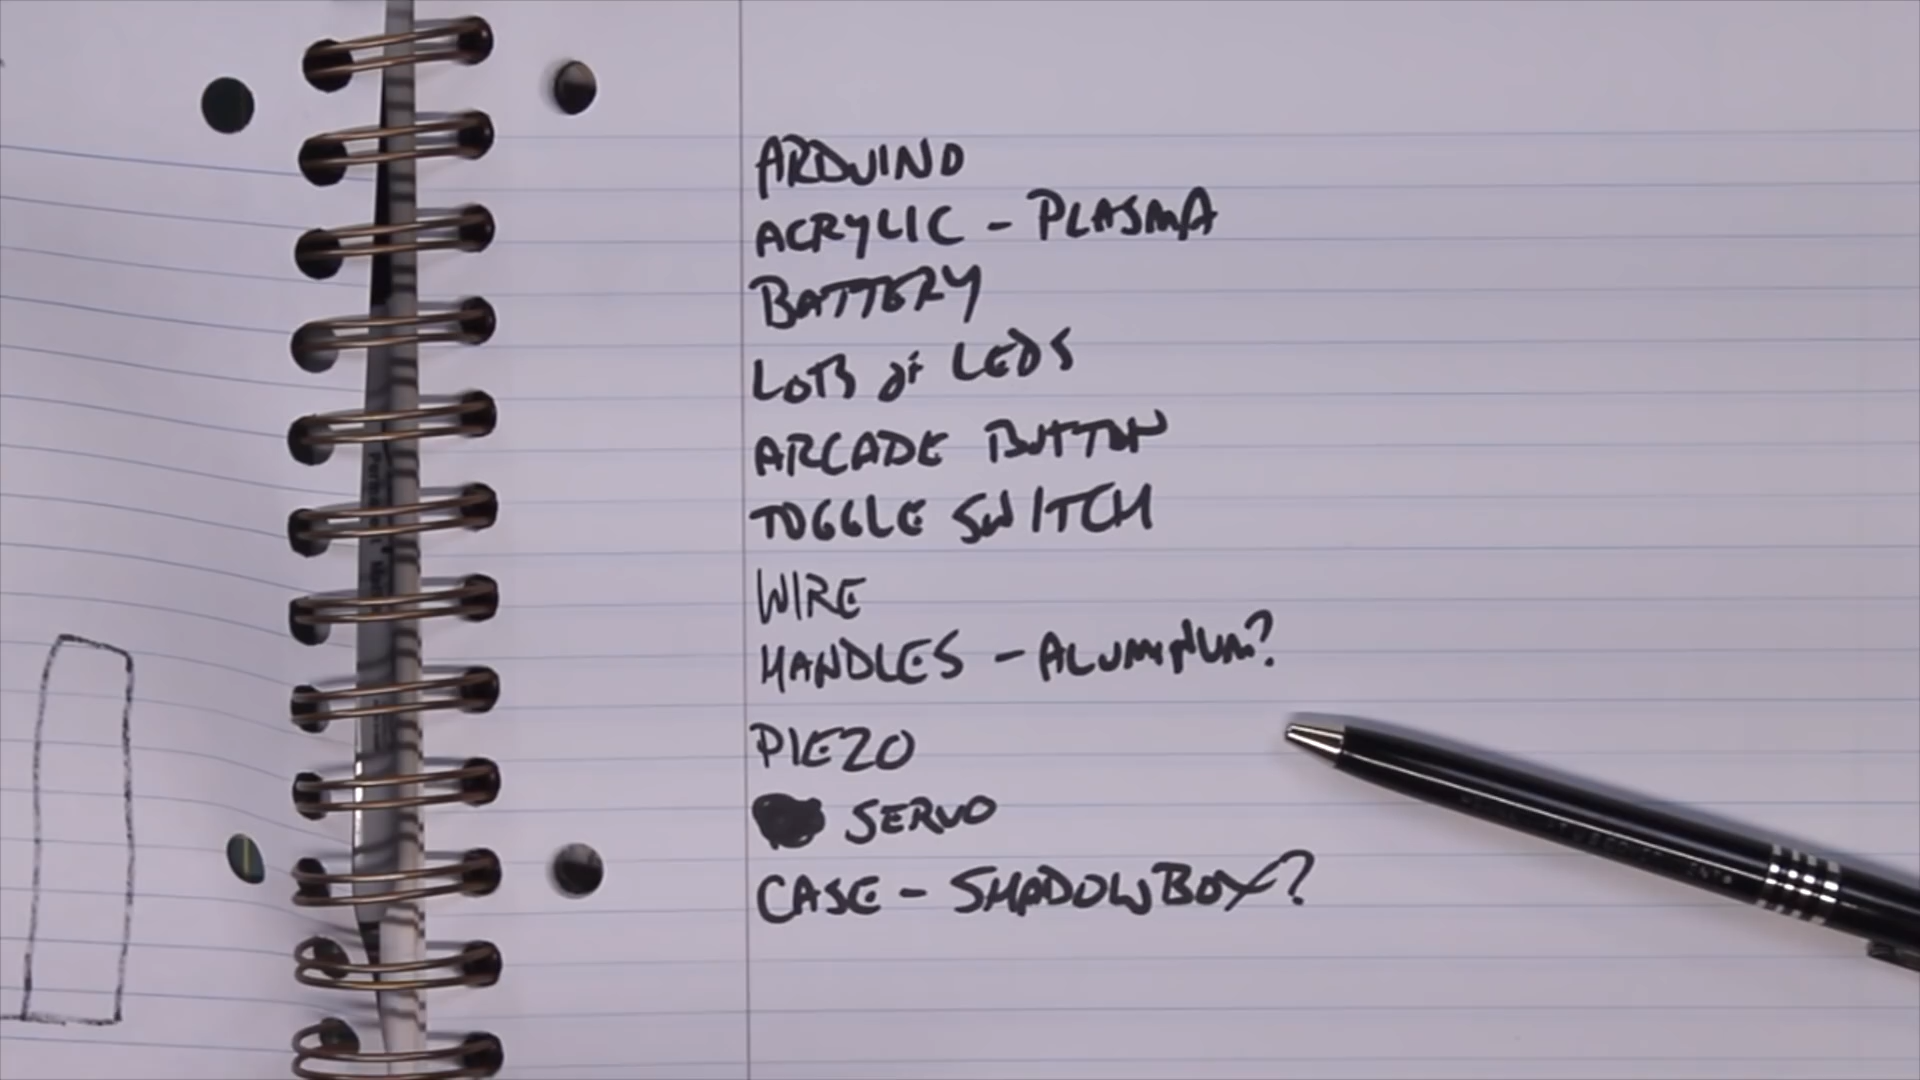 ARDUINO
ACRYLIC - PLASMA
BATTERY
LOTS OF LEDS
ARCADE BUTTON
TOGGLE SWITCH
WIRE
HANDLES - ALUMINUM?
PIEZO
SERVO
CASE - SHADOWBOX?